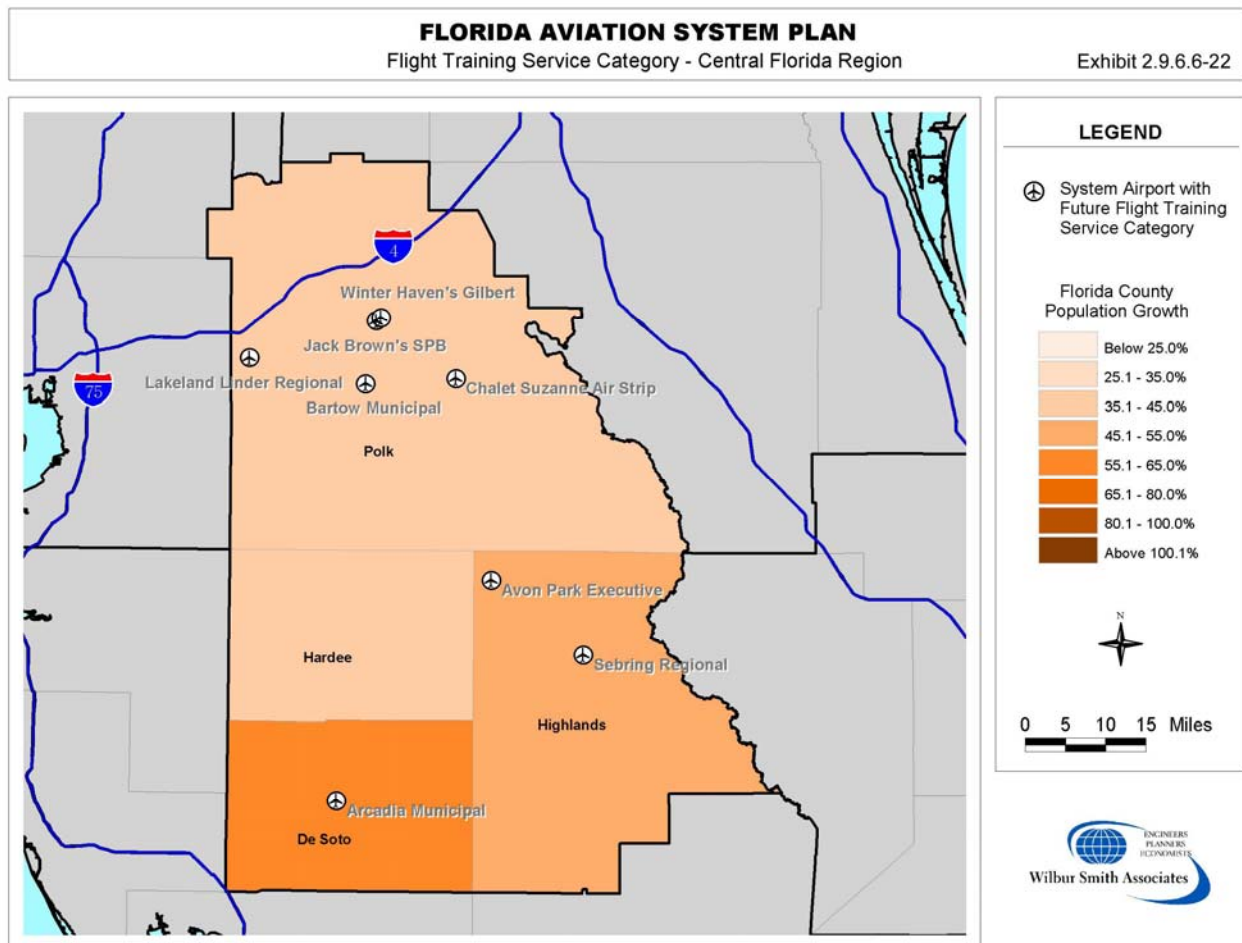 FLORIDA AVIATION SYSTEM PLAN
Flight Training Service Category - Central Florida Region
Exhibit 2.9.6.6-22
4
Winter Haven's Gilbert
Jack Brown's SPB
Lakeland Linder Regional
75
Chalet Suzanne Air Strip
Bartow Municipal
Polk
Avon Park Executive
Hardee
Sebring Regional
Highlands
Arcadia Municipal
De Soto
LEGEND
System Airport with
Future Flight Training
Service Category
Florida County
Population Growth
Below 25.0%
25.1 - 35.0%
35.1 - 45.0%
45.1 - 55.0%
55.1 - 65.0%
65.1 - 80.0%
80.1 - 100.0%
Above 100.1%
N
0 5 10 15 Miles
ENGINEERS
PLANNERS
ECONOMISTS
Wilbur Smith Associates